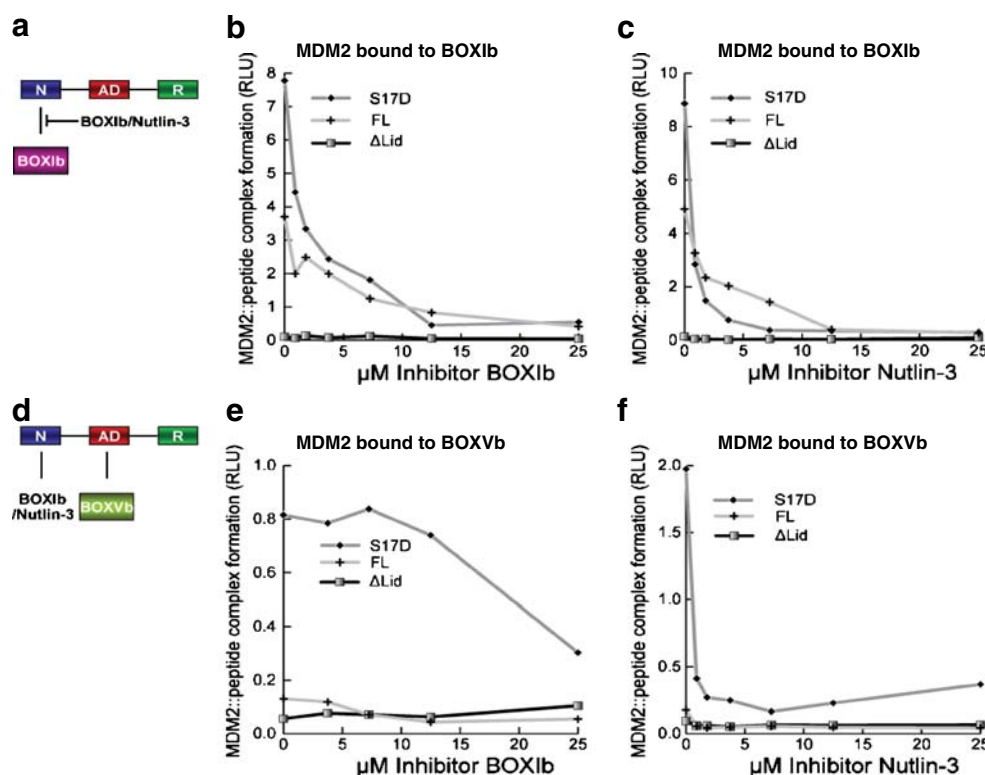 a
N
AD
R
BOXIb/Nutlin-3
BOXIb
b
MDM2 bound to BOXIb
MDM2::peptide complex formation (RLU)
8
7
6
5
4
3
2
1
0
S17D
FL
ΔLid
0
5
10
15
20
25
µM Inhibitor BOXIb
c
MDM2 bound to BOXIb
MDM2::peptide complex formation (RLU)
10
8
6
4
2
0
S17D
FL
ΔLid
0
5
10
15
20
25
µM Inhibitor Nutlin-3
d
N
AD
R
BOXIb
/Nutlin-3
BOXVb
e
MDM2 bound to BOXVb
MDM2::peptide complex formation (RLU)
1.0
0.8
0.6
0.4
0.2
0.0
S17D
FL
ΔLid
0
5
10
15
20
25
µM Inhibitor BOXIb
f
MDM2 bound to BOXVb
MDM2::peptide complex formation (RLU)
2.0
1.5
1.0
0.5
0.0
S17D
FL
ΔLid
0
5
10
15
20
25
µM Inhibitor Nutlin-3